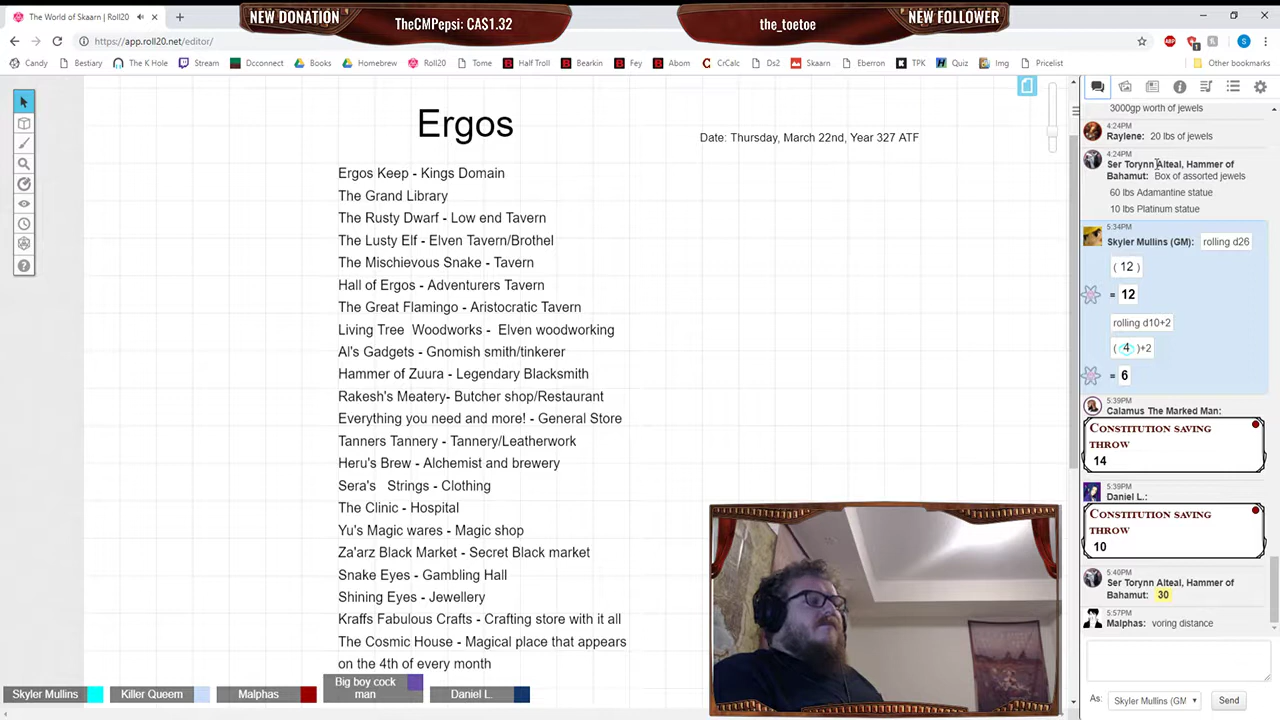 The World of Skaarn | Roll20
NEW DONATION
TheCMPepsi: CA$1.32
the_toetoe
NEW FOLLOWER
https://app.roll20.net/editor/
Candy
Bestiary
The K Hole
Stream
Dcconnect
Books
Homebrew
Roll20
Tome
Half Troll
Bearkin
Fey
Abom
CrCalc
Ds2
Skaarn
Eberron
TPK
Quiz
Img
Pricelist
Other bookmarks
Ergos
Date: Thursday, March 22nd, Year 327 ATF
Ergos Keep - Kings Domain
The Grand Library
The Rusty Dwarf - Low end Tavern
The Lusty Elf - Elven Tavern/Brothel
The Mischievous Snake - Tavern
Hall of Ergos - Adventurers Tavern
The Great Flamingo - Aristocratic Tavern
Living Tree Woodworks - Elven woodworking
Al's Gadgets - Gnomish smith/tinkerer
Hammer of Zuura - Legendary Blacksmith
Rakesh's Meatery- Butcher shop/Restaurant
Everything you need and more! - General Store
Tanners Tannery - Tannery/Leatherwork
Heru's Brew - Alchemist and brewery
Sera's Strings - Clothing
The Clinic - Hospital
Yu's Magic wares - Magic shop
Za'arz Black Market - Secret Black market
Snake Eyes - Gambling Hall
Shining Eyes - Jewellery
Kraffs Fabulous Crafts - Crafting store with it all
The Cosmic House - Magical place that appears
on the 4th of every month
Skyler Mullins
Killer Queem
Malphas
Big boy cock
man
Daniel L.
3000gp worth of jewels
4:24PM
Raylene: 20 lbs of jewels
4:24PM
Ser Torynn Alteal, Hammer of
Bahamut: Box of assorted jewels
60 lbs Adamantine statue
10 lbs Platinum statue
5:34PM
Skyler Mullins (GM): rolling d26
( 12 )
= 12
rolling d10+2
( 4 )+2
= 6
5:39PM
Calamus The Marked Man:
CONSTITUTION SAVING
THROW
14
5:39PM
Daniel L.:
CONSTITUTION SAVING
THROW
10
5:40PM
Ser Torynn Alteal, Hammer of
Bahamut: 30
5:57PM
Malphas: voring distance
As:
Skyler Mullins (GM
Send